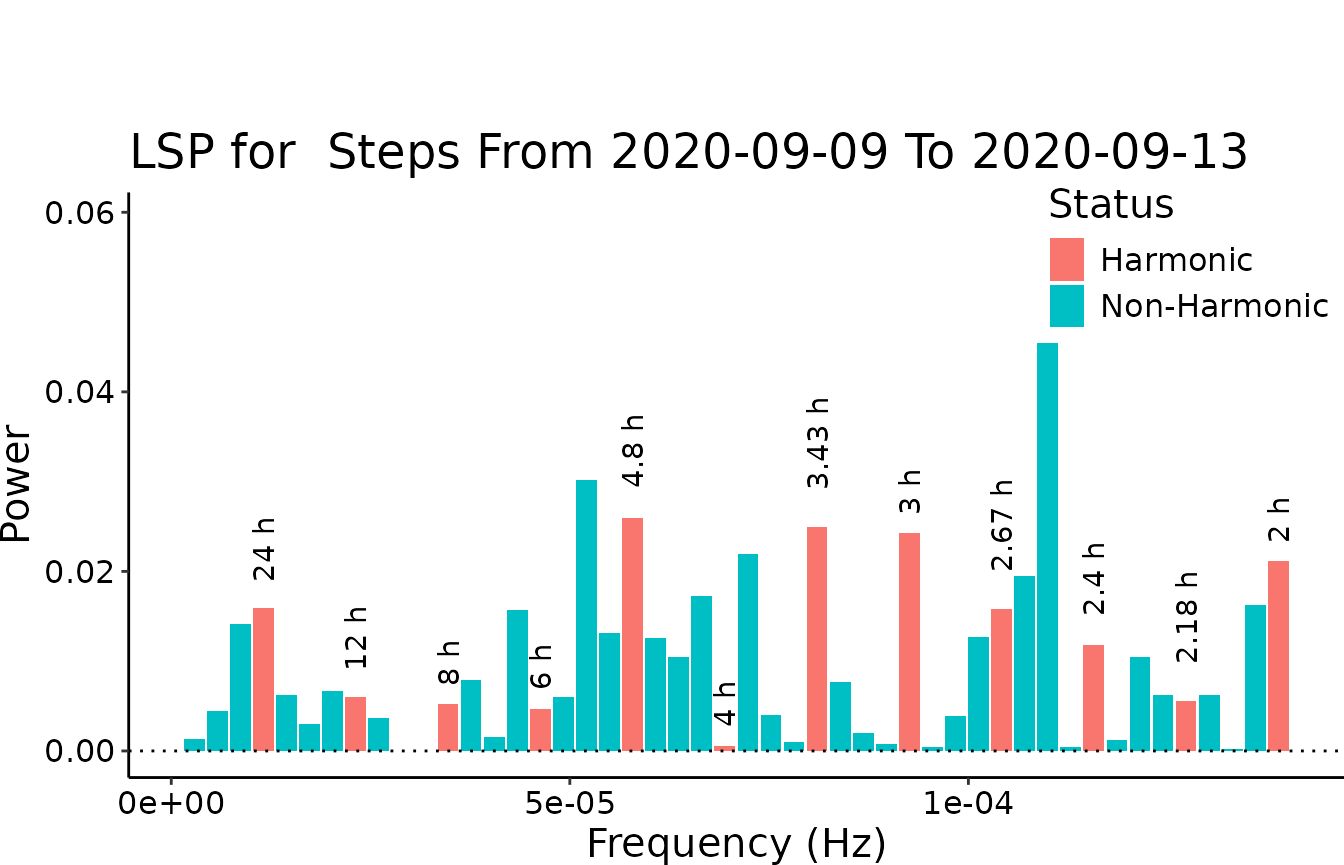 LSP for  Steps From 2020-09-09 To 2020-09-13
Status
Harmonic
Non-Harmonic
Power
0.06
0.04
0.02
0.00
24 h
12 h
8 h
6 h
4.8 h
4 h
3.43 h
3 h
2.67 h
2.4 h
2.18 h
2 h
0e+00
5e-05
1e-04
Frequency (Hz)